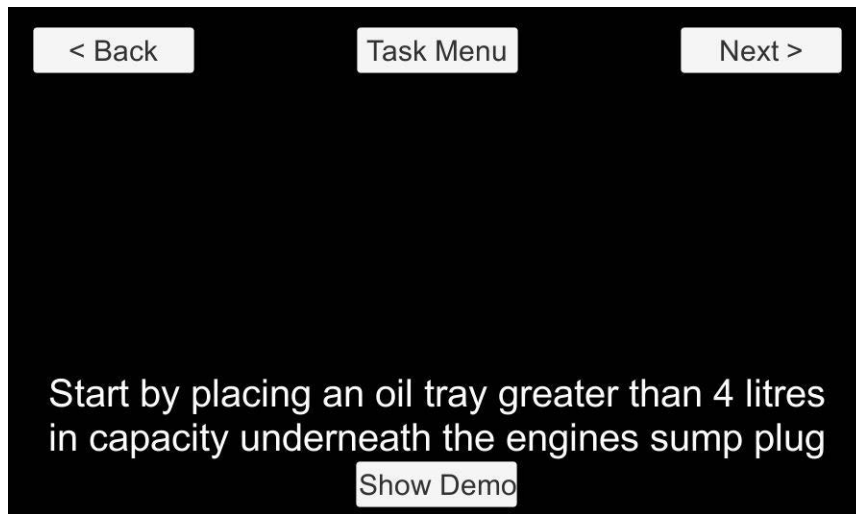 < Back
Task Menu
Next >
Start by placing an oil tray greater than 4 litres
in capacity underneath the engines sump plug
Show Demo